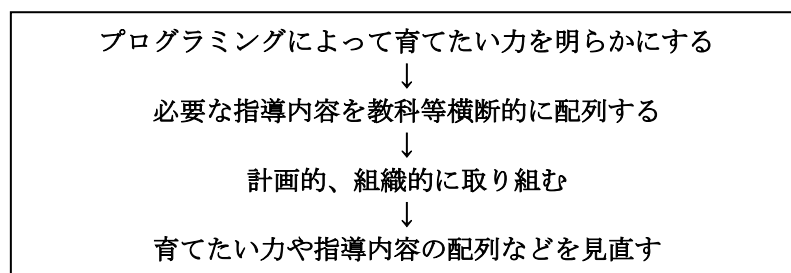 プログラミングによって育てたい力を明らかにする
↓
必要な指導内容を教科等横断的に配列する
↓
計画的、組織的に取り組む
↓
育てたい力や指導内容の配列などを見直す